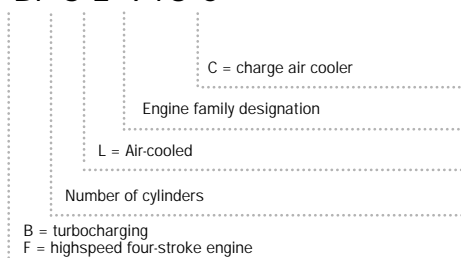 C = charge air cooler
Engine family designation
L = Air-cooled
Number of cylinders
B = turbocharging
F = highspeed four-stroke engine